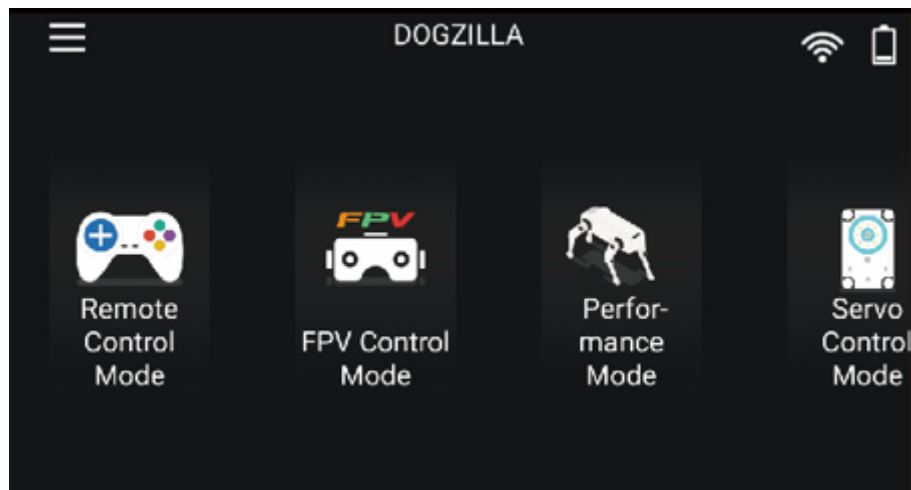 DOGZILLA
FPV
Remote
Control
Mode
FPV Control
Mode
Perfor-
mance
Mode
Servo
Control
Mode